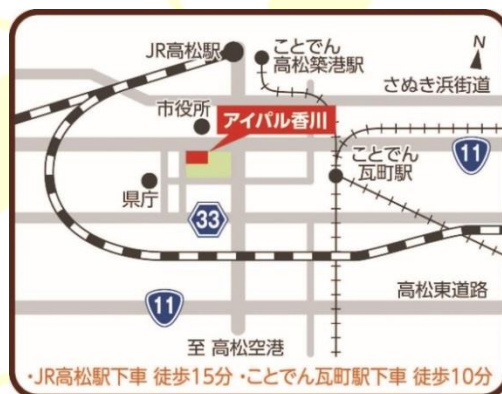 JR高松駅
ことでん
高松築港駅
N
さぬき浜街道
市役所
アイパル香川
ことでん
瓦町駅
11
県庁
33
高松東道路
11
至 高松空港
・JR高松駅下車 徒歩15分 ・ことでん瓦町駅下車 徒歩10分